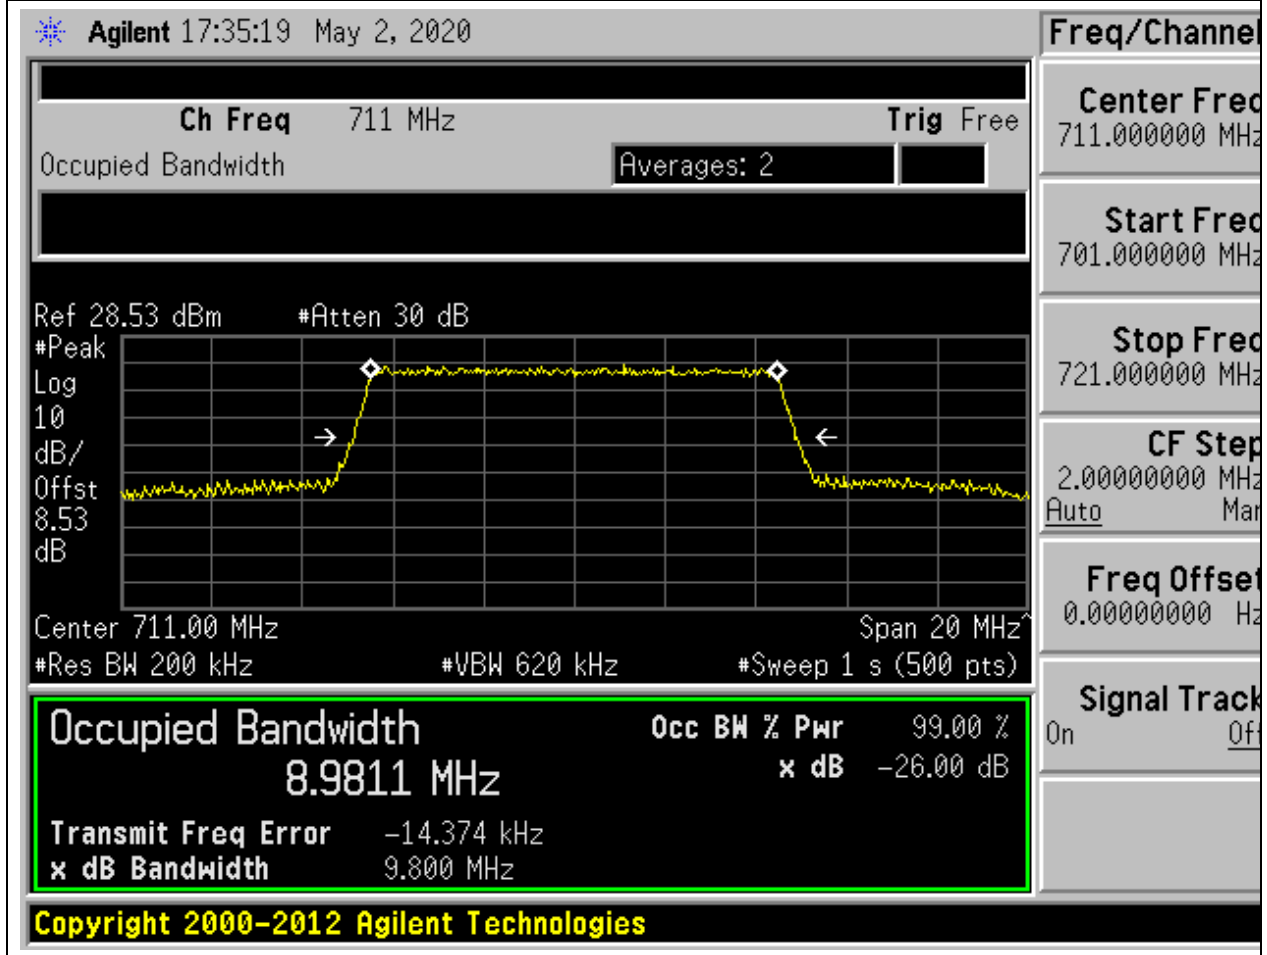 Agilent 17:35:19 May 2, 2020
Freq/Channel
Ch Freq 711 MHz Trig Free
Occupied Bandwidth Averages: 2
Center Freq
711.000000 MHz
Start Freq
701.000000 MHz
Ref 28.53 dBm #Atten 30 dB
#Peak
Log
10
dB/
Offst
8.53
dB
Stop Freq
721.000000 MHz
CF Step
2.00000000 MHz
Auto Man
Freq Offset
0.00000000 Hz
Center 711.00 MHz Span 20 MHz^
#Res BW 200 kHz #VBW 620 kHz #Sweep 1 s (500 pts)
Signal Track
On Off
Occupied Bandwidth Occ BW % Pwr 99.00 %
8.9811 MHz x dB -26.00 dB
Transmit Freq Error -14.374 kHz
x dB Bandwidth 9.800 MHz
Copyright 2000-2012 Agilent Technologies